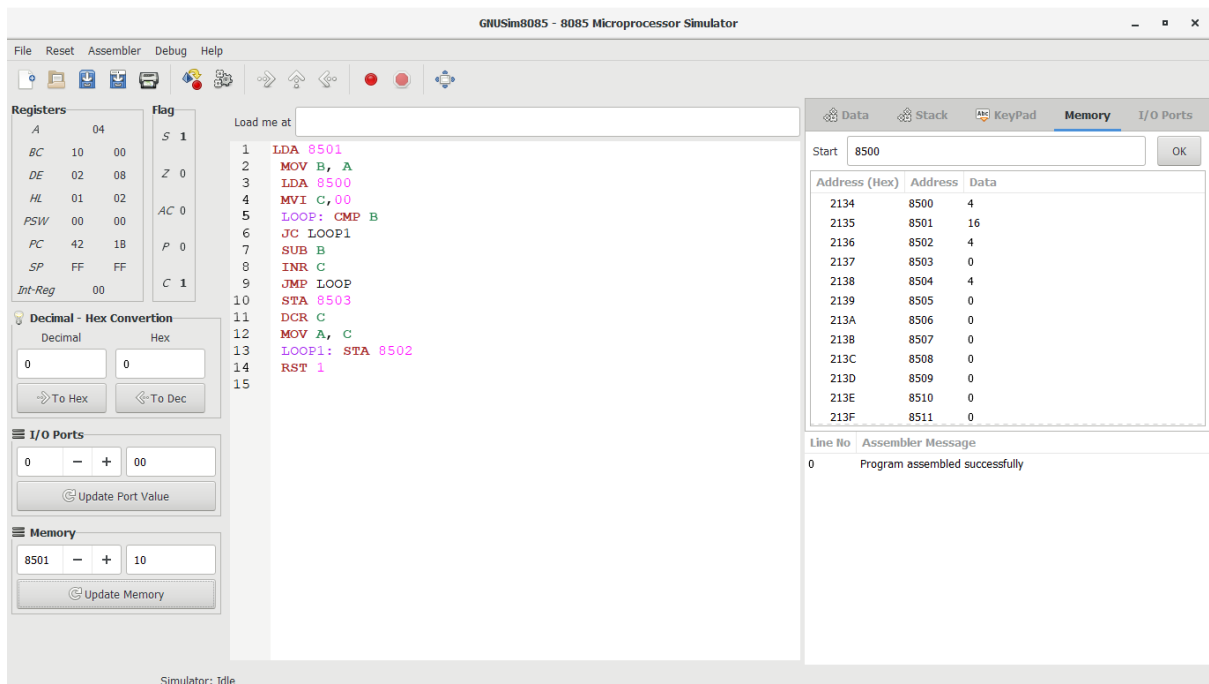 GNUSim8085 - 8085 Microprocessor Simulator
File Reset Assembler Debug Help
Registers
A 04
BC 10 00
DE 02 08
HL 01 02
PSW 00 00
PC 42 1B
SP FF FF
Int-Reg 00
Flag
S 1
Z 0
AC 0
P 0
C 1
Decimal - Hex Convertion
Decimal Hex
0 0
To Hex To Dec
I/O Ports
0 − + 00
Update Port Value
Memory
8501 − + 10
Update Memory
Load me at
1 LDA 8501
2 MOV B, A
3 LDA 8500
4 MVI C,00
5 LOOP: CMP B
6 JC LOOP1
7 SUB B
8 INR C
9 JMP LOOP
10 STA 8503
11 DCR C
12 MOV A, C
13 LOOP1: STA 8502
14 RST 1
15
Data Stack Abc KeyPad Memory I/O Ports
Start 8500 OK
Address (Hex) Address Data
2134 8500 4
2135 8501 16
2136 8502 4
2137 8503 0
2138 8504 4
2139 8505 0
213A 8506 0
213B 8507 0
213C 8508 0
213D 8509 0
213E 8510 0
213F 8511 0
Line No Assembler Message
0 Program assembled successfully
Simulator: Idle